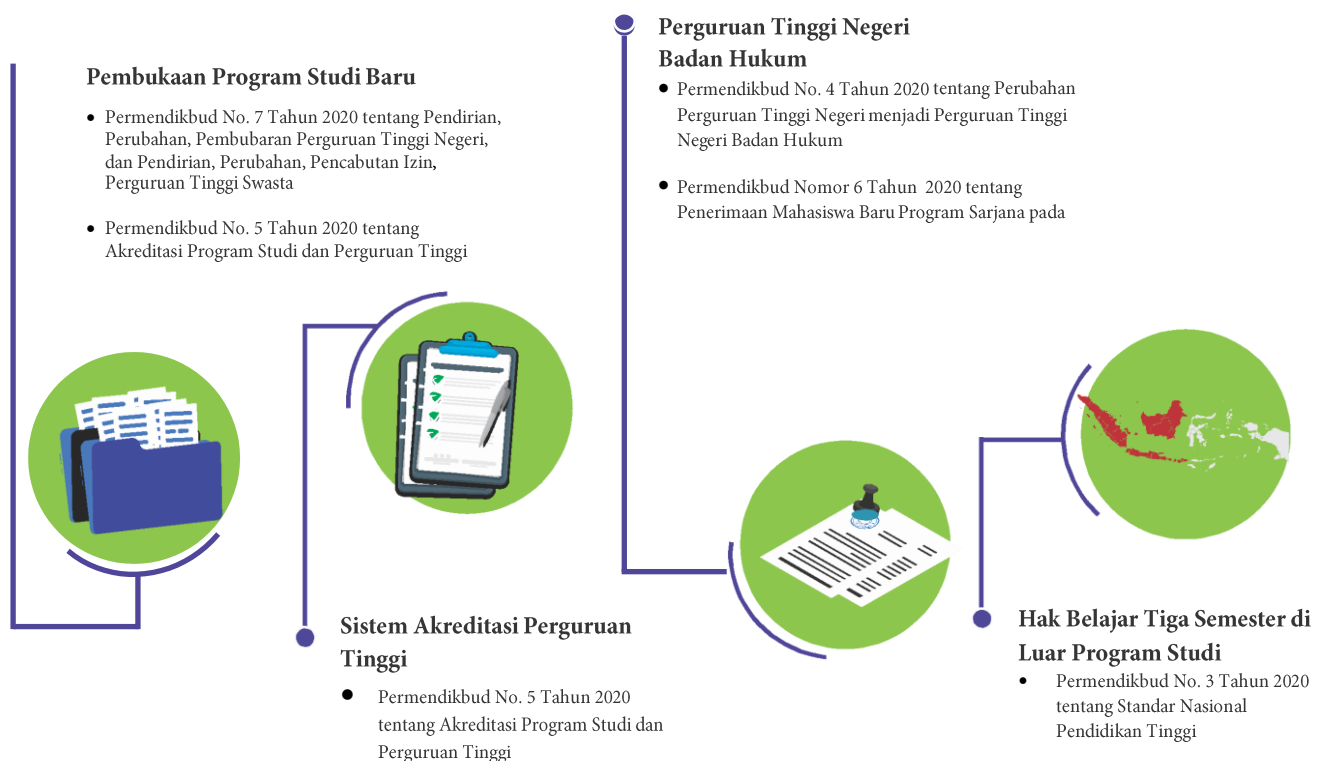 Pembukaan Program Studi Baru
• Permendikbud No. 7 Tahun 2020 tentang Pendirian,
Perubahan, Pembubaran Perguruan Tinggi Negeri,
dan Pendirian, Perubahan, Pencabutan Izin,
Perguruan Tinggi Swasta
• Permendikbud No. 5 Tahun 2020 tentang
Akreditasi Program Studi dan Perguruan Tinggi
Sistem Akreditasi Perguruan
Tinggi
• Permendikbud No. 5 Tahun 2020
tentang Akreditasi Program Studi dan
Perguruan Tinggi
Perguruan Tinggi Negeri
Badan Hukum
• Permendikbud No. 4 Tahun 2020 tentang Perubahan
Perguruan Tinggi Negeri menjadi Perguruan Tinggi
Negeri Badan Hukum
• Permendikbud Nomor 6 Tahun 2020 tentang
Penerimaan Mahasiswa Baru Program Sarjana pada
Hak Belajar Tiga Semester di
Luar Program Studi
• Permendikbud No. 3 Tahun 2020
tentang Standar Nasional
Pendidikan Tinggi